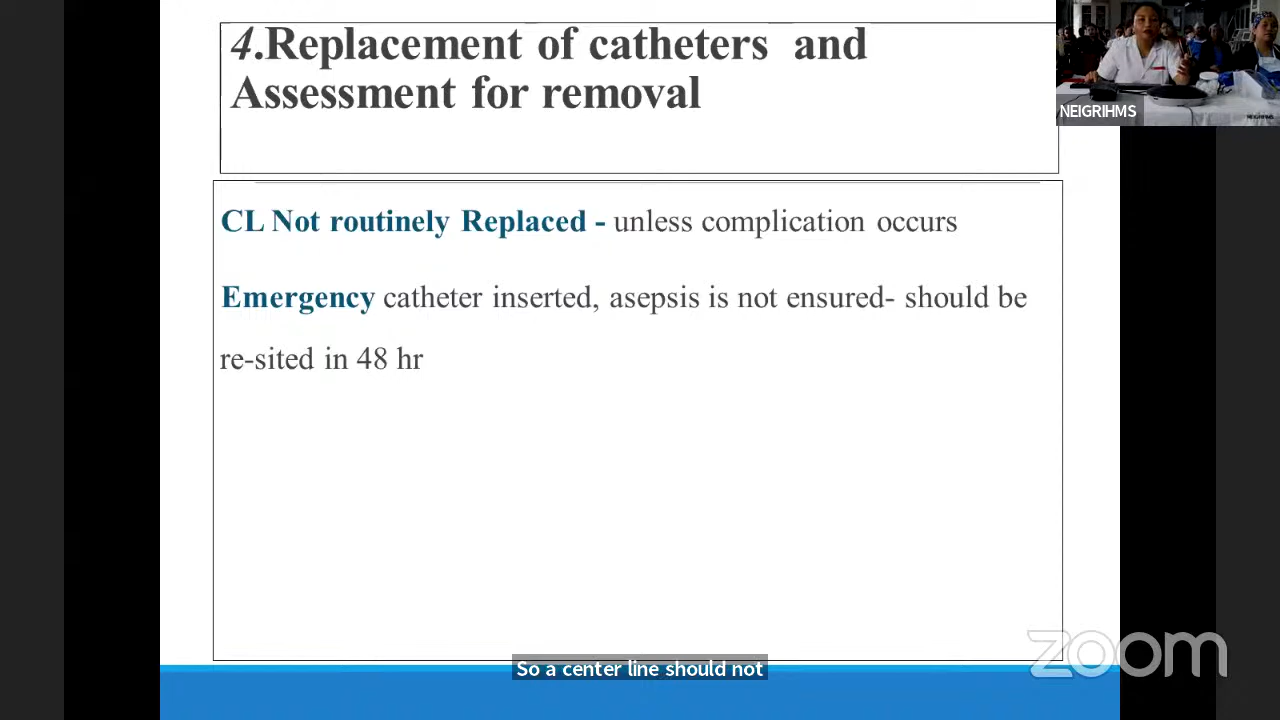 4.Replacement of catheters and
Assessment for removal
NEIGRIHMS
CL Not routinely Replaced - unless complication occurs
Emergency catheter inserted, asepsis is not ensured- should be
re-sited in 48 hr
zoom
So a center line should not